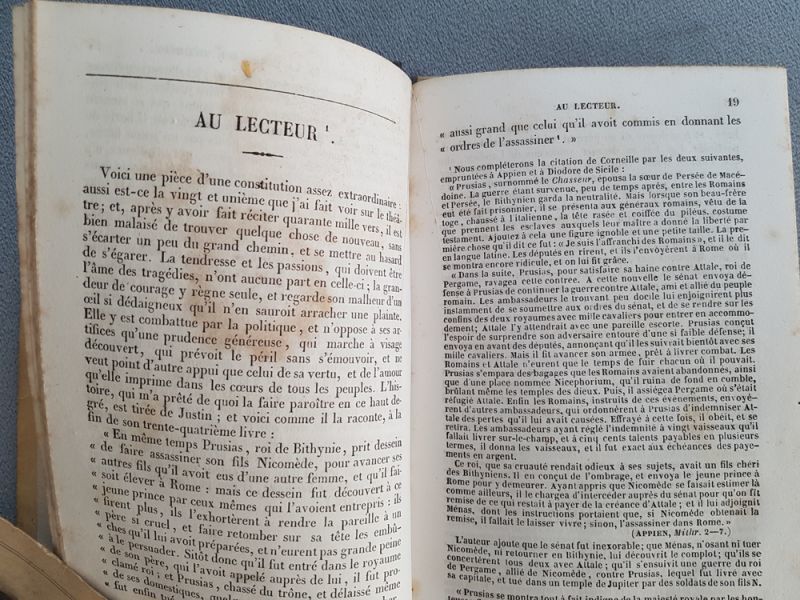 AU LECTEUR ¹.
Voici une pièce d'une constitution assez extraordinaire :
aussi est-ce la vingt et unième que j'ai fait voir sur le théâ-
tre; et, après y avoir fait réciter quarante mille vers, il est
bien malaisé de trouver quelque chose de nouveau, sans
s'écarter un peu du grand chemin, et se mettre au hasard
de s'égarer. La tendresse et les passions, qui doivent être
l'âme des tragédies, n'ont aucune part en celle-ci; la gran-
deur de courage y règne seule, et regarde son malheur d'un
œil si dédaigneux qu'il n'en sauroit arracher une plainte.
Elle y est combattue par la politique, et n'oppose à ses ar-
tifices qu'une prudence généreuse, qui marche à visage
découvert, qui prévoit le péril sans s'émouvoir, et ne
veut point d'autre appui que celui de sa vertu, et de l'amour
qu'elle imprime dans les cœurs de tous les peuples. L'his-
toire, qui m'a prêté de quoi la faire paroître en ce haut de-
gré, est tirée de Justin; et voici comme il la raconte, à la
fin de son trente-quatrième livre :
« En même temps Prusias, roi de Bithynie, prit dessein
« de faire assassiner son fils Nicomède, pour avancer ses
« autres fils qu'il avoit eus d'une autre femme, et qu'il fai-
« soit élever à Rome : mais ce dessein fut découvert à ce
« jeune prince par ceux mêmes qui l'avoient entrepris : ils
« firent plus, ils l'exhortèrent à rendre la pareille à un
« père si cruel, et faire retomber sur sa tête les embû-
« ches qu'il lui avoit préparées, et n'eurent pas grande peine
« à le persuader. Sitôt donc qu'il fut entré dans le royaume
« de son père, qui l'avoit appelé auprès de lui, il fut pro-
« clamé roi; et Prusias, chassé du trône, et délaissé même
« de ses domestiques, quelque
« fut enfin tué
AU LECTEUR. 19
« aussi grand que celui qu'il avoit commis en donnant les
« ordres de l'assassiner ¹. »
¹ Nous compléterons la citation de Corneille par les deux suivantes,
empruntées à Appien et à Diodore de Sicile :
« Prusias, surnommé le Chasseur, épousa la sœur de Persée de Macé-
doine. La guerre étant survenue, peu de temps après, entre les Romains
et Persée, le Bithynien garda la neutralité. Mais lorsque son beau-frère
eut été fait prisonnier, il se présenta aux généraux romains, vêtu de la
toge, chaussé à l'italienne, la tête rasée et coiffée du piléus, costume
que prennent les esclaves auxquels leur maître a donné la liberté par
testament. Ajoutez à cela une figure ignoble et une petite taille. La pre-
mière chose qu'il dit ce fut : « Je suis l'affranchi des Romains », et il le dit
en langue latine. Les députés en rirent, et ils l'envoyèrent à Rome où il
se montra encore ridicule, et on lui fit grâce.
« Dans la suite, Prusias, pour satisfaire sa haine contre Attale, roi de
Pergame, ravagea cette contrée. A cette nouvelle le sénat envoya dé-
fense à Prusias de continuer la guerre contre Attale, ami et allié du peuple
romain. Les ambassadeurs le trouvant peu docile lui enjoignirent plus
instamment de se soumettre aux ordres du sénat, et de se rendre sur les
confins des deux royaumes avec mille cavaliers pour entrer en accommo-
dement; Attale l'y attendrait avec une pareille escorte. Prusias conçut
l'espoir de surprendre son adversaire entouré d'une si faible défense; il
envoya en avant des députés, annonçant qu'il les suivrait bientôt avec ses
mille cavaliers. Mais il fit avancer son armée, prêt à livrer combat. Les
Romains et Attale n'eurent que le temps de fuir chacun où il pouvait.
Prusias s'empara des bagages que les Romains avaient abandonnés, ainsi
que d'une place nommée Nicephorium, qu'il ruina de fond en comble,
brûlant même les temples des dieux. Puis, il assiégea Pergame où s'était
réfugié Attale. Enfin les Romains, instruits de ces événements, envoyè-
rent d'autres ambassadeurs, qui ordonnèrent à Prusias d'indemniser At-
tale des pertes qu'il lui avait causées. Effrayé à cette fois, il obéit, et se
retira. Les ambassadeurs ayant réglé l'indemnité à vingt vaisseaux qu'il
fallait livrer sur-le-champ, et à cinq cents talents payables en plusieurs
termes, il donna les vaisseaux, et il fut exact aux échéances des paye-
ments en argent.
Ce roi, que sa cruauté rendait odieux à ses sujets, avait un fils chéri
des Bithyniens. Il en conçut de l'ombrage, et envoya le jeune prince à
Rome pour y demeurer. Ayant appris que Nicomède se faisait estimer là
comme ailleurs, il le chargea d'intercéder auprès du sénat pour qu'on fît
remise de ce qui restait à payer de la créance d'Attale; et il lui adjoignit
Ménas, dont les instructions portaient que, si Nicomède obtenait la
remise, il fallait le laisser vivre; sinon, l'assassiner dans Rome. »
(APPIEN, Mithr. 2—7.)
L'auteur ajoute que le sénat fut inexorable; que Ménas, n'osant ni tuer
Nicomède, ni retourner en Bithynie, lui découvrit le complot; qu'ils se
concertèrent tous deux avec Attale; qu'il s'ensuivit une guerre du roi
de Pergame, allié de Nicomède, contre Prusias, lequel fut livré avec
sa capitale, et tué dans un temple de Jupiter par des soldats de son fils N.
« Prusias se montra tout à fait indigne de la majesté royale par les hon-